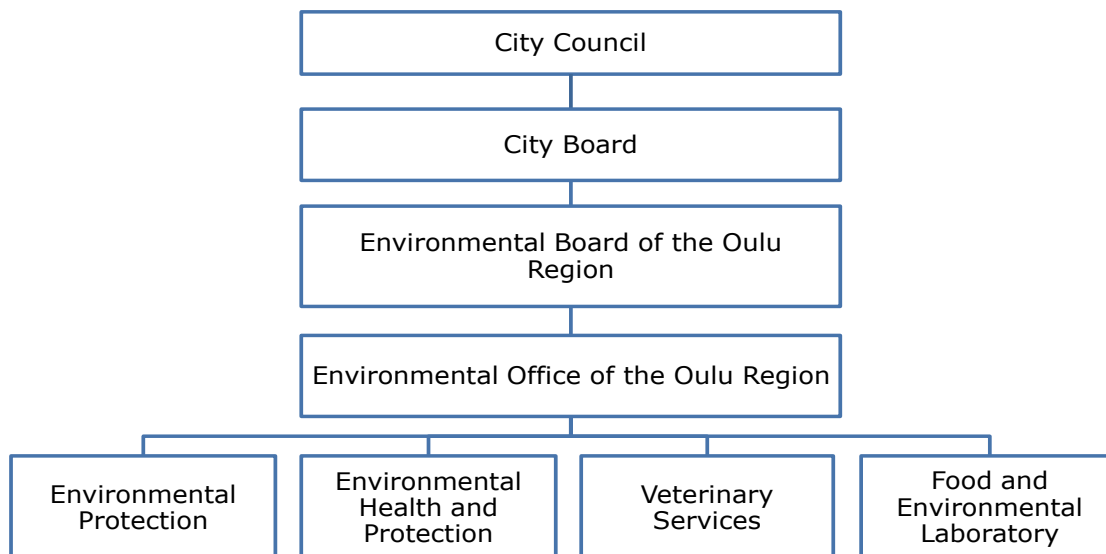 City Council
City Board
Environmental Board of the Oulu
Region
Environmental Office of the Oulu Region
Environmental
Protection
Environmental
Health and
Protection
Veterinary
Services
Food and
Environmental
Laboratory